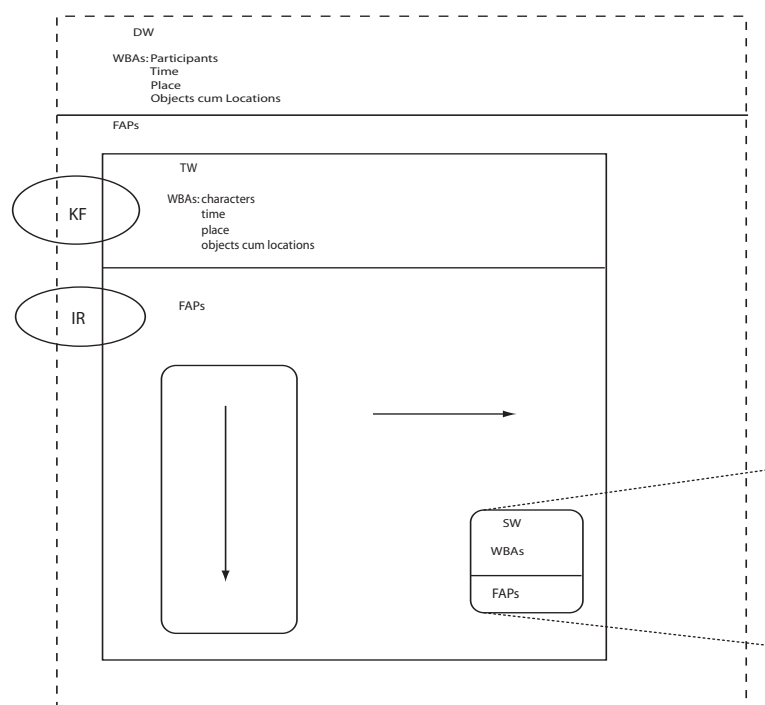 DW
WBAs: Participants
Time
Place
Objects cum Locations
FAPs
TW
WBAs: characters
time
place
objects cum locations
KF
IR
FAPs
SW
WBAs
FAPs